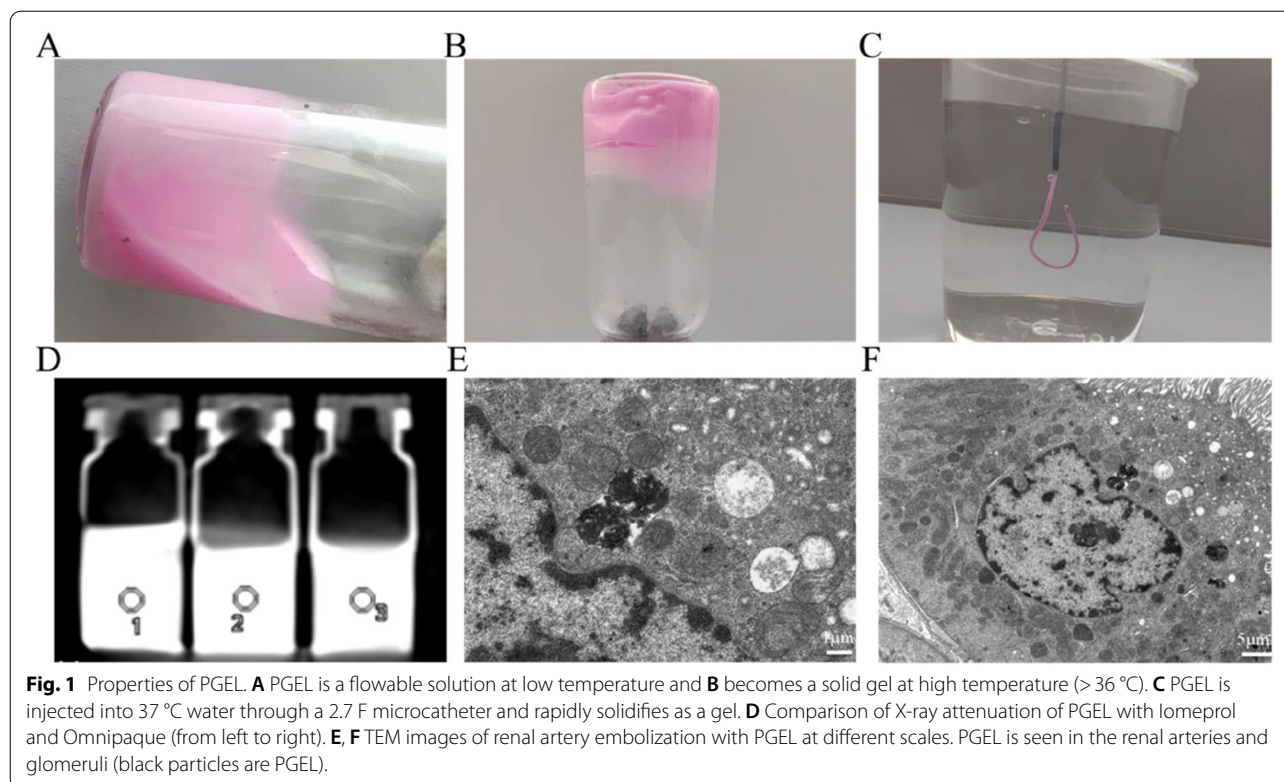 A
B
C
D
E
F
1
2
3
1μm
5μm
Fig. 1 Properties of PGEL. A PGEL is a flowable solution at low temperature and B becomes a solid gel at high temperature (> 36 °C). C PGEL is
injected into 37 °C water through a 2.7 F microcatheter and rapidly solidifies as a gel. D Comparison of X-ray attenuation of PGEL with Iomeprol
and Omnipaque (from left to right). E, F TEM images of renal artery embolization with PGEL at different scales. PGEL is seen in the renal arteries and
glomeruli (black particles are PGEL).